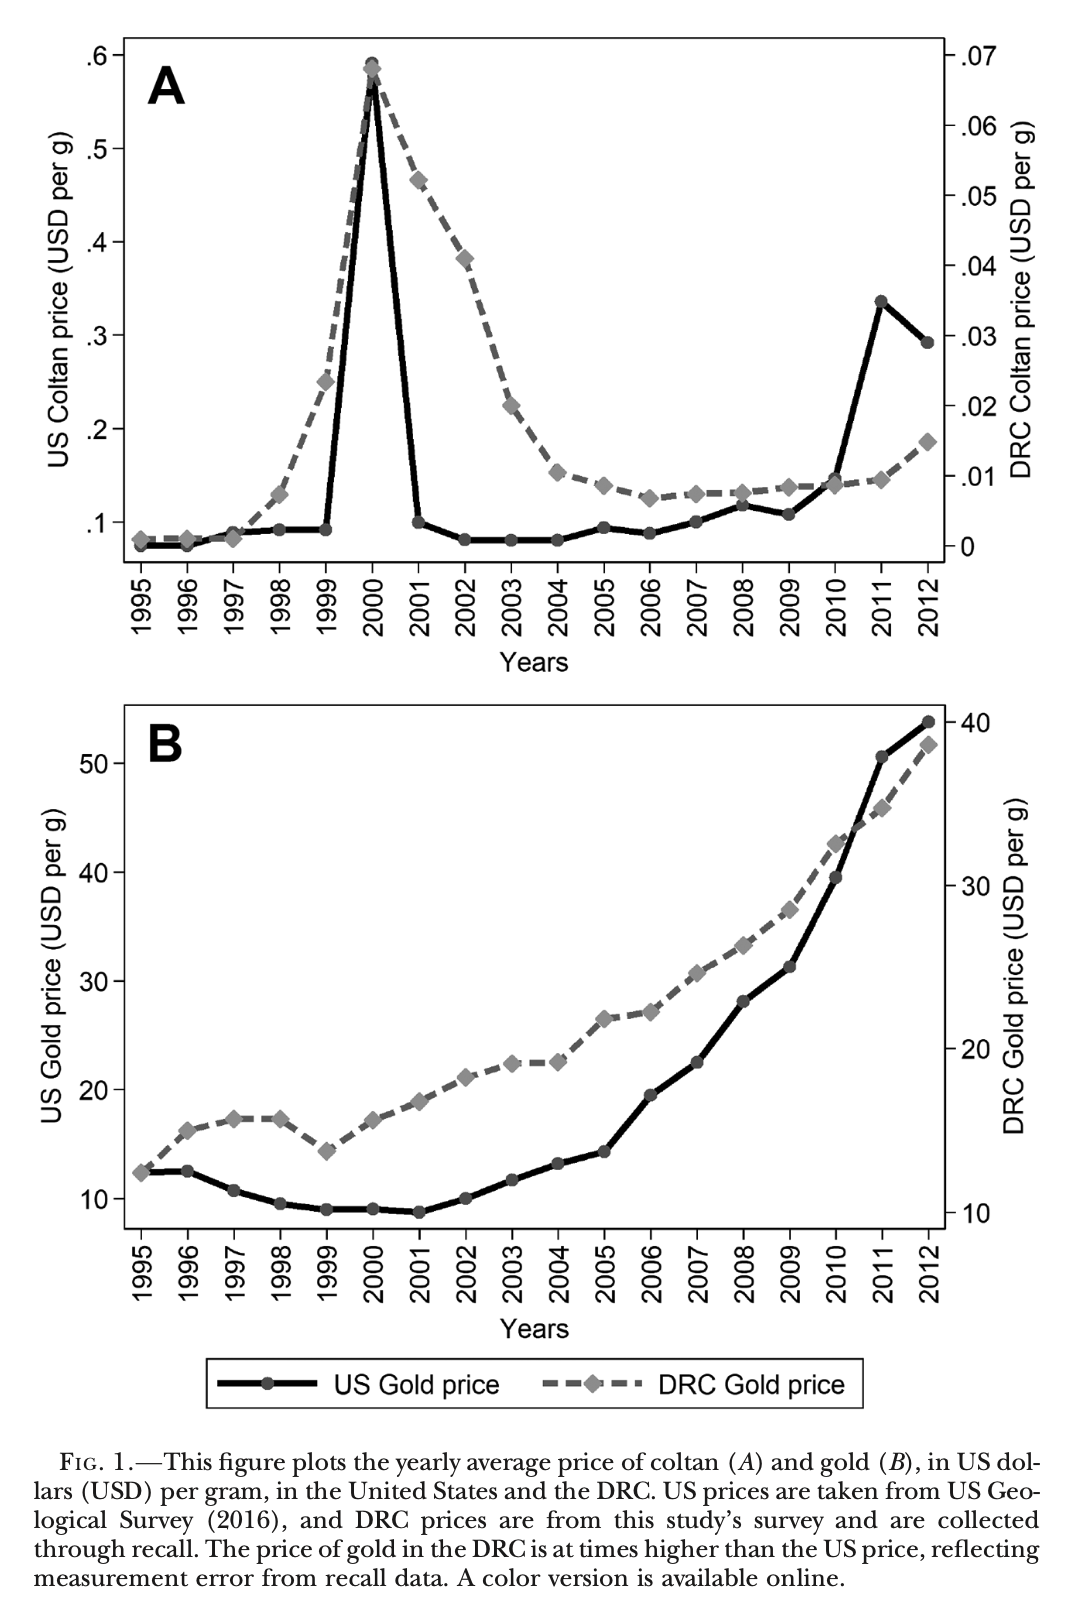 A
US Coltan price (USD per g)
.6
.5
.4
.3
.2
.1
.07
.06
.05
.04
.03
.02
.01
0
DRC Coltan price (USD per g)
1995 1996 1997 1998 1999 2000 2001 2002 2003 2004 2005 2006 2007 2008 2009 2010 2011 2012
Years
B
US Gold price (USD per g)
50
40
30
20
10
40
30
20
10
DRC Gold price (USD per g)
1995 1996 1997 1998 1999 2000 2001 2002 2003 2004 2005 2006 2007 2008 2009 2010 2011 2012
Years
US Gold price DRC Gold price
FIG. 1.—This figure plots the yearly average price of coltan (A) and gold (B), in US dol-
lars (USD) per gram, in the United States and the DRC. US prices are taken from US Geo-
logical Survey (2016), and DRC prices are from this study's survey and are collected
through recall. The price of gold in the DRC is at times higher than the US price, reflecting
measurement error from recall data. A color version is available online.